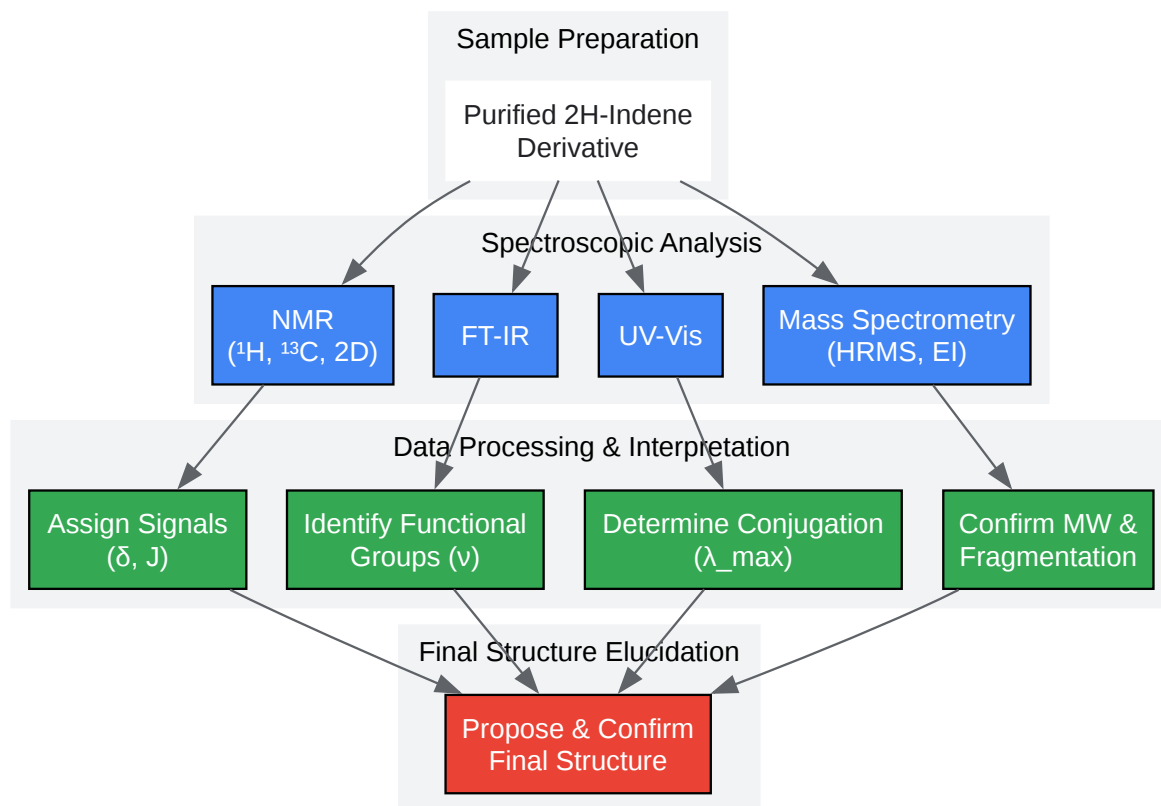 Sample Preparation
Purified 2H-Indene
Derivative
Spectroscopic Analysis
NMR
(¹H, ¹³C, 2D)
FT-IR
UV-Vis
Mass Spectrometry
(HRMS, EI)
Data Processing & Interpretation
Assign Signals
(δ, J)
Identify Functional
Groups (ν)
Determine Conjugation
(λ_max)
Confirm MW &
Fragmentation
Final Structure Elucidation
Propose & Confirm
Final Structure